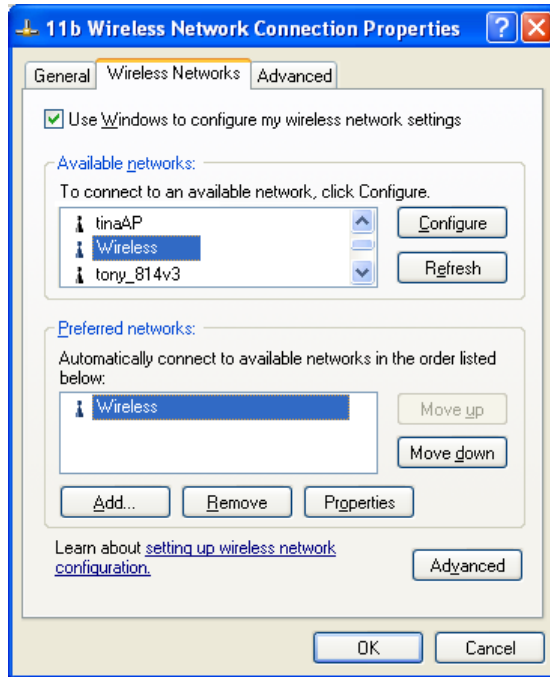 11b Wireless Network Connection Properties
General Wireless Networks Advanced
Use Windows to configure my wireless network settings
Available networks:
To connect to an available network, click Configure.
tinaAP
Wireless
tony_814v3
Configure
Refresh
Preferred networks:
Automatically connect to available networks in the order listed
below:
Wireless
Move up
Move down
Add... Remove Properties
Learn about setting up wireless network
configuration.
Advanced
OK Cancel